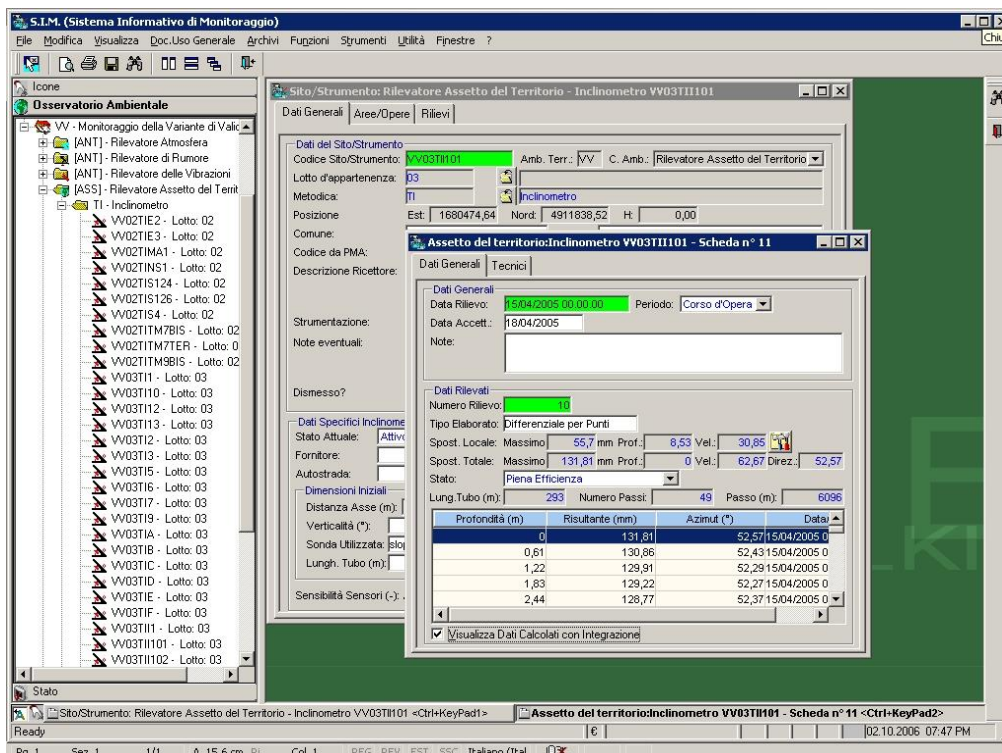 S.I.M. (Sistema Informativo di Monitoraggio)
File Modifica Visualizza Doc.Uso Generale Archivi Funzioni Strumenti Utilità Finestre ?
Chiu
Icone
Osservatorio Ambientale
VV - Monitoraggio della Variante di Valic
[ANT] - Rilevatore Atmosfera
[ANT] - Rilevatore di Rumore
[ANT] - Rilevatore delle Vibrazioni
[ASS] - Rilevatore Assetto del Territ
TI - Inclinometro
VV02TIE2 - Lotto: 02
VV02TIE3 - Lotto: 02
VV02TIMA1 - Lotto: 02
VV02TINS1 - Lotto: 02
VV02TIS124 - Lotto: 02
VV02TIS126 - Lotto: 02
VV02TIS4 - Lotto: 02
VV02TITM7BIS - Lotto: 02
VV02TITM7TER - Lotto: 0
VV02TITM9BIS - Lotto: 02
VV03TI1 - Lotto: 03
VV03TI10 - Lotto: 03
VV03TI12 - Lotto: 03
VV03TI13 - Lotto: 03
VV03TI2 - Lotto: 03
VV03TI3 - Lotto: 03
VV03TI5 - Lotto: 03
VV03TI6 - Lotto: 03
VV03TI7 - Lotto: 03
VV03TI9 - Lotto: 03
VV03TIA - Lotto: 03
VV03TIB - Lotto: 03
VV03TIC - Lotto: 03
VV03TID - Lotto: 03
VV03TIE - Lotto: 03
VV03TIF - Lotto: 03
VV03TII1 - Lotto: 03
VV03TII101 - Lotto: 03
VV03TII102 - Lotto: 03
Stato
Sito/Strumento: Rilevatore Assetto del Territorio - Inclinometro VV03TII101
Dati Generali Aree/Opere Rilievi
Dati del Sito/Strumento
Codice Sito/Strumento: VV03TII101 Amb. Terr.: VV C. Amb.: Rilevatore Assetto del Territorio
Lotto d'appartenenza: 03
Metodica: TI Inclinometro
Posizione Est: 1680474,64 Nord: 4911838,52 H: 0,00
Comune:
Codice da PMA:
Descrizione Ricettore:
Strumentazione:
Note eventuali:
Dismesso?
Dati Specifici Inclinome
Stato Attuale: Attivo
Fornitore:
Autostrada:
Dimensioni Iniziali
Distanza Asse (m):
Verticalità (°):
Sonda Utilizzata: slop
Lungh. Tubo (m):
Sensibilità Sensori (-):
Assetto del territorio:Inclinometro VV03TII101 - Scheda n° 11
Dati Generali Tecnici
Dati Generali
Data Rilievo: 15/04/2005 00.00.00 Periodo: Corso d'Opera
Data Accett.: 18/04/2005
Note:
Dati Rilevati
Numero Rilievo: 10
Tipo Elaborato: Differenziale per Punti
Spost. Locale: Massimo 55,7 mm Prof.: 8,53 Vel.: 30,85
Spost. Totale: Massimo 131,81 mm Prof.: 0 Vel.: 62,67 Direz.: 52,57
Stato: Piena Efficienza
Lung.Tubo (m): 293 Numero Passi: 49 Passo (m): 6096
Profondità (m) Risultante (mm) Azimut (°) Data
0 131,81 52,57 15/04/2005 0
0,61 130,86 52,43 15/04/2005 0
1,22 129,91 52,29 15/04/2005 0
1,83 129,22 52,27 15/04/2005 0
2,44 128,77 52,37 15/04/2005 0
Visualizza Dati Calcolati con Integrazione
Sito/Strumento: Rilevatore Assetto del Territorio - Inclinometro VV03TII101 <Ctrl+KeyPad1>
Assetto del territorio:Inclinometro VV03TII101 - Scheda n° 11 <Ctrl+KeyPad2>
Ready € 02.10.2006 07:47 PM
Pg 1 Sez 1 1/1 A 15,6 cm Ri Col 1 REG REV EST SSC Italiano (Ital